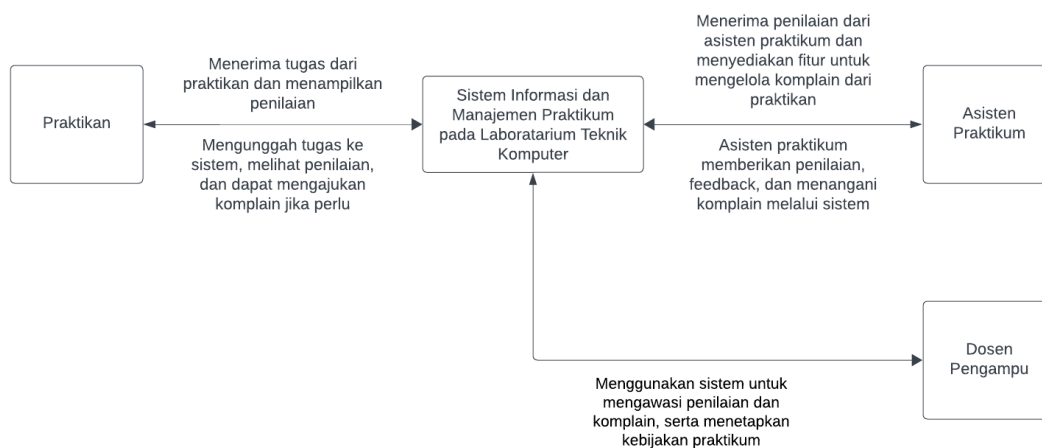 Praktikan
Menerima tugas dari
praktikan dan menampilkan
penilaian
Mengunggah tugas ke
sistem, melihat penilaian,
dan dapat mengajukan
komplain jika perlu
Sistem Informasi dan
Manajemen Praktikum
pada Laboratarium Teknik
Komputer
Menerima penilaian dari
asisten praktikum dan
menyediakan fitur untuk
mengelola komplain dari
praktikan
Asisten praktikum
memberikan penilaian,
feedback, dan menangani
komplain melalui sistem
Asisten
Praktikum
Dosen
Pengampu
Menggunakan sistem untuk
mengawasi penilaian dan
komplain, serta menetapkan
kebijakan praktikum